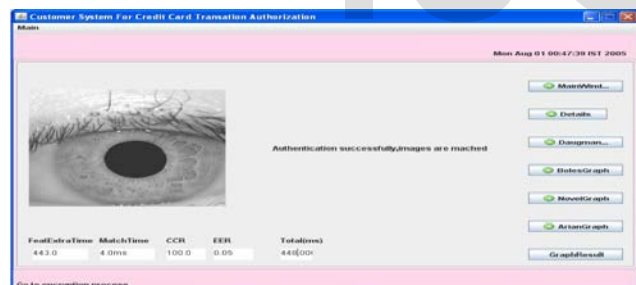 Customer System For Credit Card Transation Authorization
Main
Mon Aug 01 00:47:39 IST 2005
MainWind...
Details
Daugman...
Authentication successfully,images are mached
BolesGraph
NovelGraph
ArianGraph
FeatExtraTime MatchTime CCR EER Total(ms)
443.0 4.0ms 100.0 0.05
GraphResult
Go to encryption process